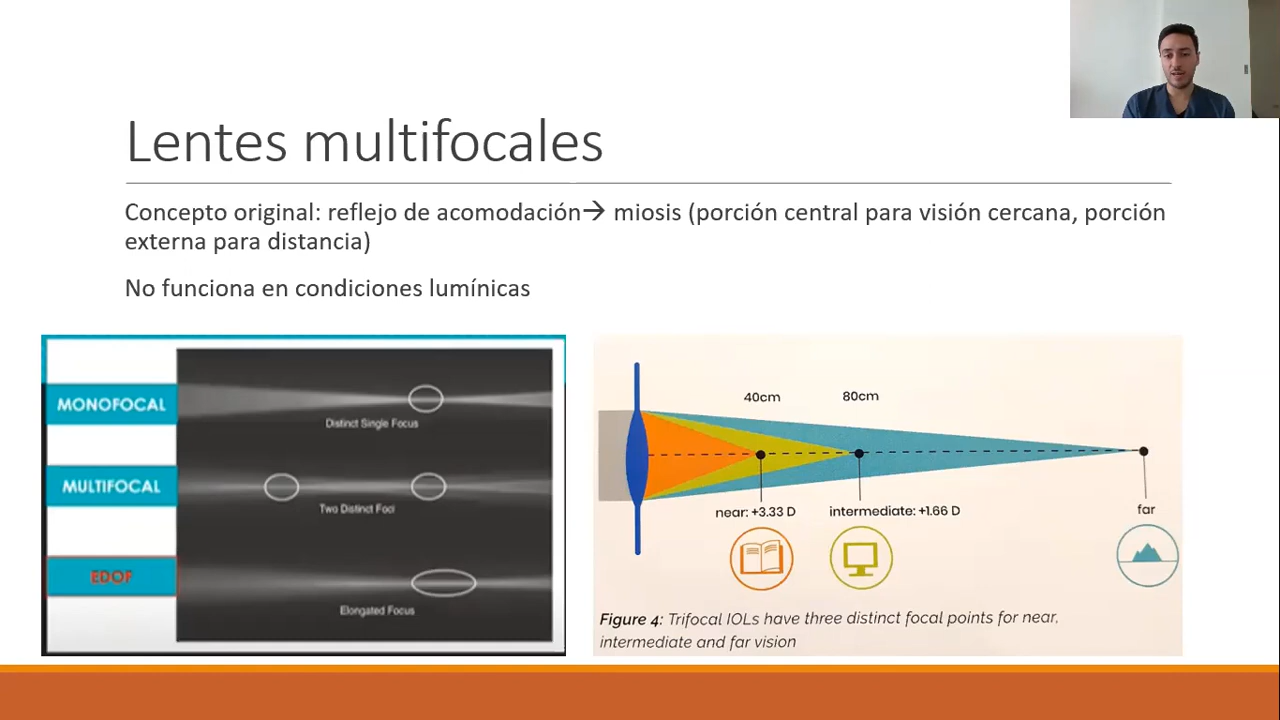 Lentes multifocales
Concepto original: reflejo de acomodación→ miosis (porción central para visión cercana, porción
externa para distancia)
No funciona en condiciones lumínicas
MONOFOCAL
Distinct Single Focus
MULTIFOCAL
Two Distinct Foci
EDOF
Elongated Focus
40cm
80cm
near: +3.33 D
intermediate: +1.66 D
far
Figure 4: Trifocal IOLs have three distinct focal points for near,
intermediate and far vision